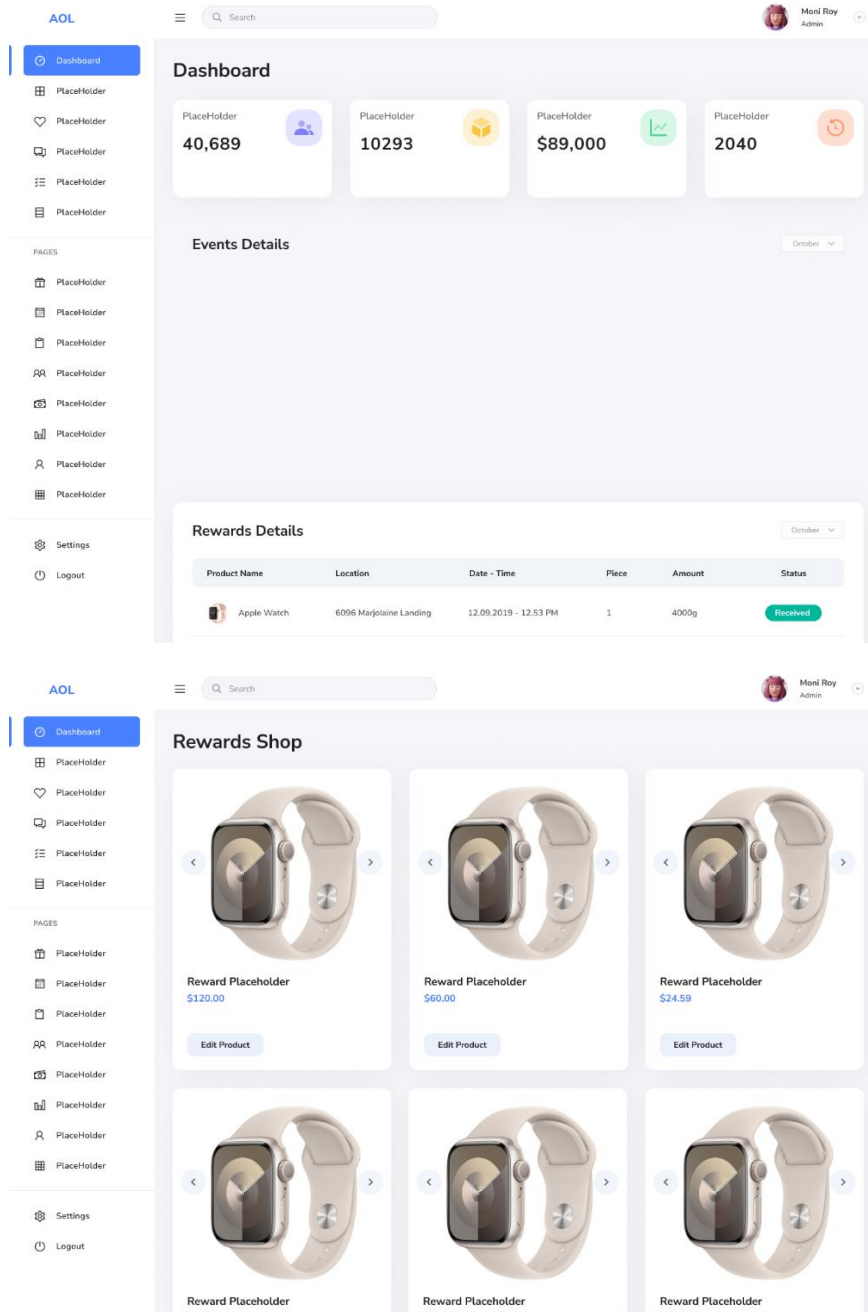 AOL
Search
Moni Roy
Admin
Dashboard
PlaceHolder
PlaceHolder
PlaceHolder
PlaceHolder
PlaceHolder
PAGES
PlaceHolder
PlaceHolder
PlaceHolder
PlaceHolder
PlaceHolder
PlaceHolder
PlaceHolder
PlaceHolder
Settings
Logout
Dashboard
PlaceHolder
40,689
PlaceHolder
10293
PlaceHolder
$89,000
PlaceHolder
2040
Events Details
October
Rewards Details
October
Product Name Location Date - Time Piece Amount Status
Apple Watch 6096 Marjolaine Landing 12.09.2019 - 12.53 PM 1 4000g Received
AOL
Search
Moni Roy
Admin
Dashboard
PlaceHolder
PlaceHolder
PlaceHolder
PlaceHolder
PlaceHolder
PAGES
PlaceHolder
PlaceHolder
PlaceHolder
PlaceHolder
PlaceHolder
PlaceHolder
PlaceHolder
PlaceHolder
Settings
Logout
Rewards Shop
Reward Placeholder
$120.00
Edit Product
Reward Placeholder
$60.00
Edit Product
Reward Placeholder
$24.59
Edit Product
Reward Placeholder
Reward Placeholder
Reward Placeholder